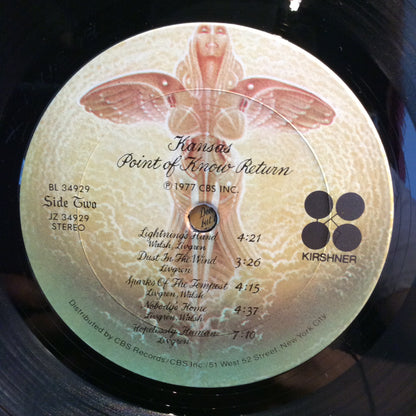 Kansas
Point of Know Return
℗ 1977 CBS INC.
BL 34929
Side Two
JZ 34929
STEREO
Lightning's Hand 4:21
Walsh, Livgren
Dust In The Wind 3:26
Livgren
Sparks Of The Tempest 4:15
Livgren, Walsh
Nobody's Home 4:37
Livgren, Walsh
Hopelessly Human 7:10
Livgren
KIRSHNER
Distributed by CBS Records/CBS Inc./51 West 52 Street, New York City